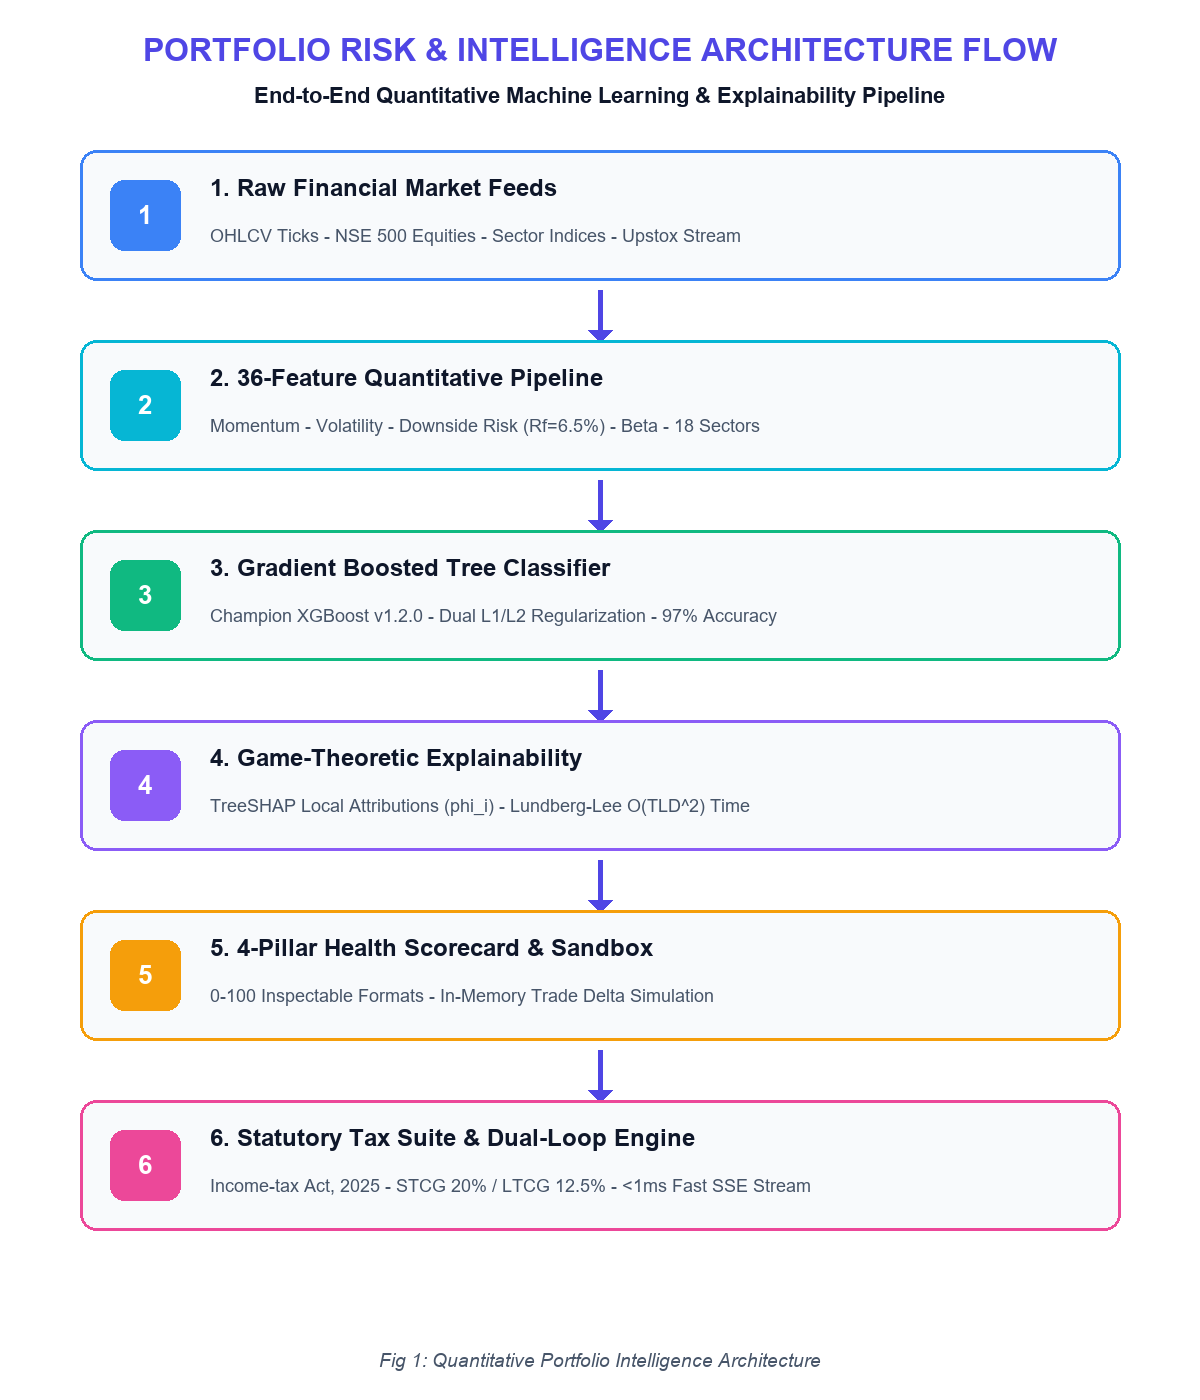 PORTFOLIO RISK & INTELLIGENCE ARCHITECTURE FLOW
End-to-End Quantitative Machine Learning & Explainability Pipeline
1
1. Raw Financial Market Feeds
OHLCV Ticks - NSE 500 Equities - Sector Indices - Upstox Stream
2
2. 36-Feature Quantitative Pipeline
Momentum - Volatility - Downside Risk (Rf=6.5%) - Beta - 18 Sectors
3
3. Gradient Boosted Tree Classifier
Champion XGBoost v1.2.0 - Dual L1/L2 Regularization - 97% Accuracy
4
4. Game-Theoretic Explainability
TreeSHAP Local Attributions (phi_i) - Lundberg-Lee O(TLD^2) Time
5
5. 4-Pillar Health Scorecard & Sandbox
0-100 Inspectable Formats - In-Memory Trade Delta Simulation
6
6. Statutory Tax Suite & Dual-Loop Engine
Income-tax Act, 2025 - STCG 20% / LTCG 12.5% - <1ms Fast SSE Stream
Fig 1: Quantitative Portfolio Intelligence Architecture